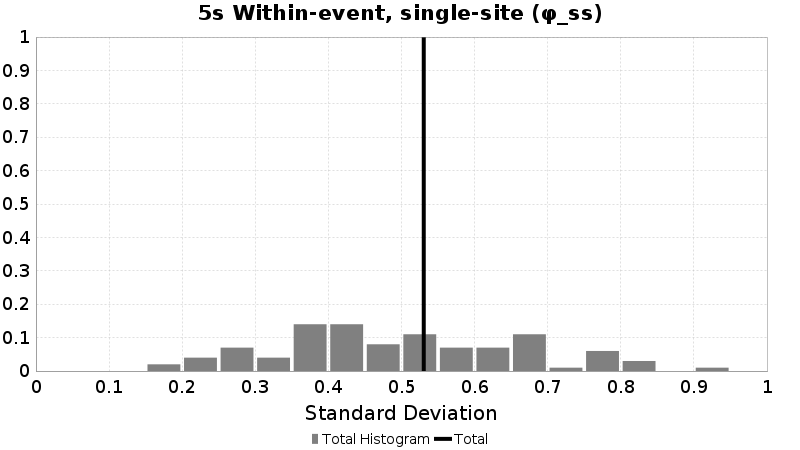 5s Within-event, single-site (φ_ss)
1
0.9
0.8
0.7
0.6
0.5
0.4
0.3
0.2
0.1
0
0 0.1 0.2 0.3 0.4 0.5 0.6 0.7 0.8 0.9 1
Standard Deviation
Total Histogram Total